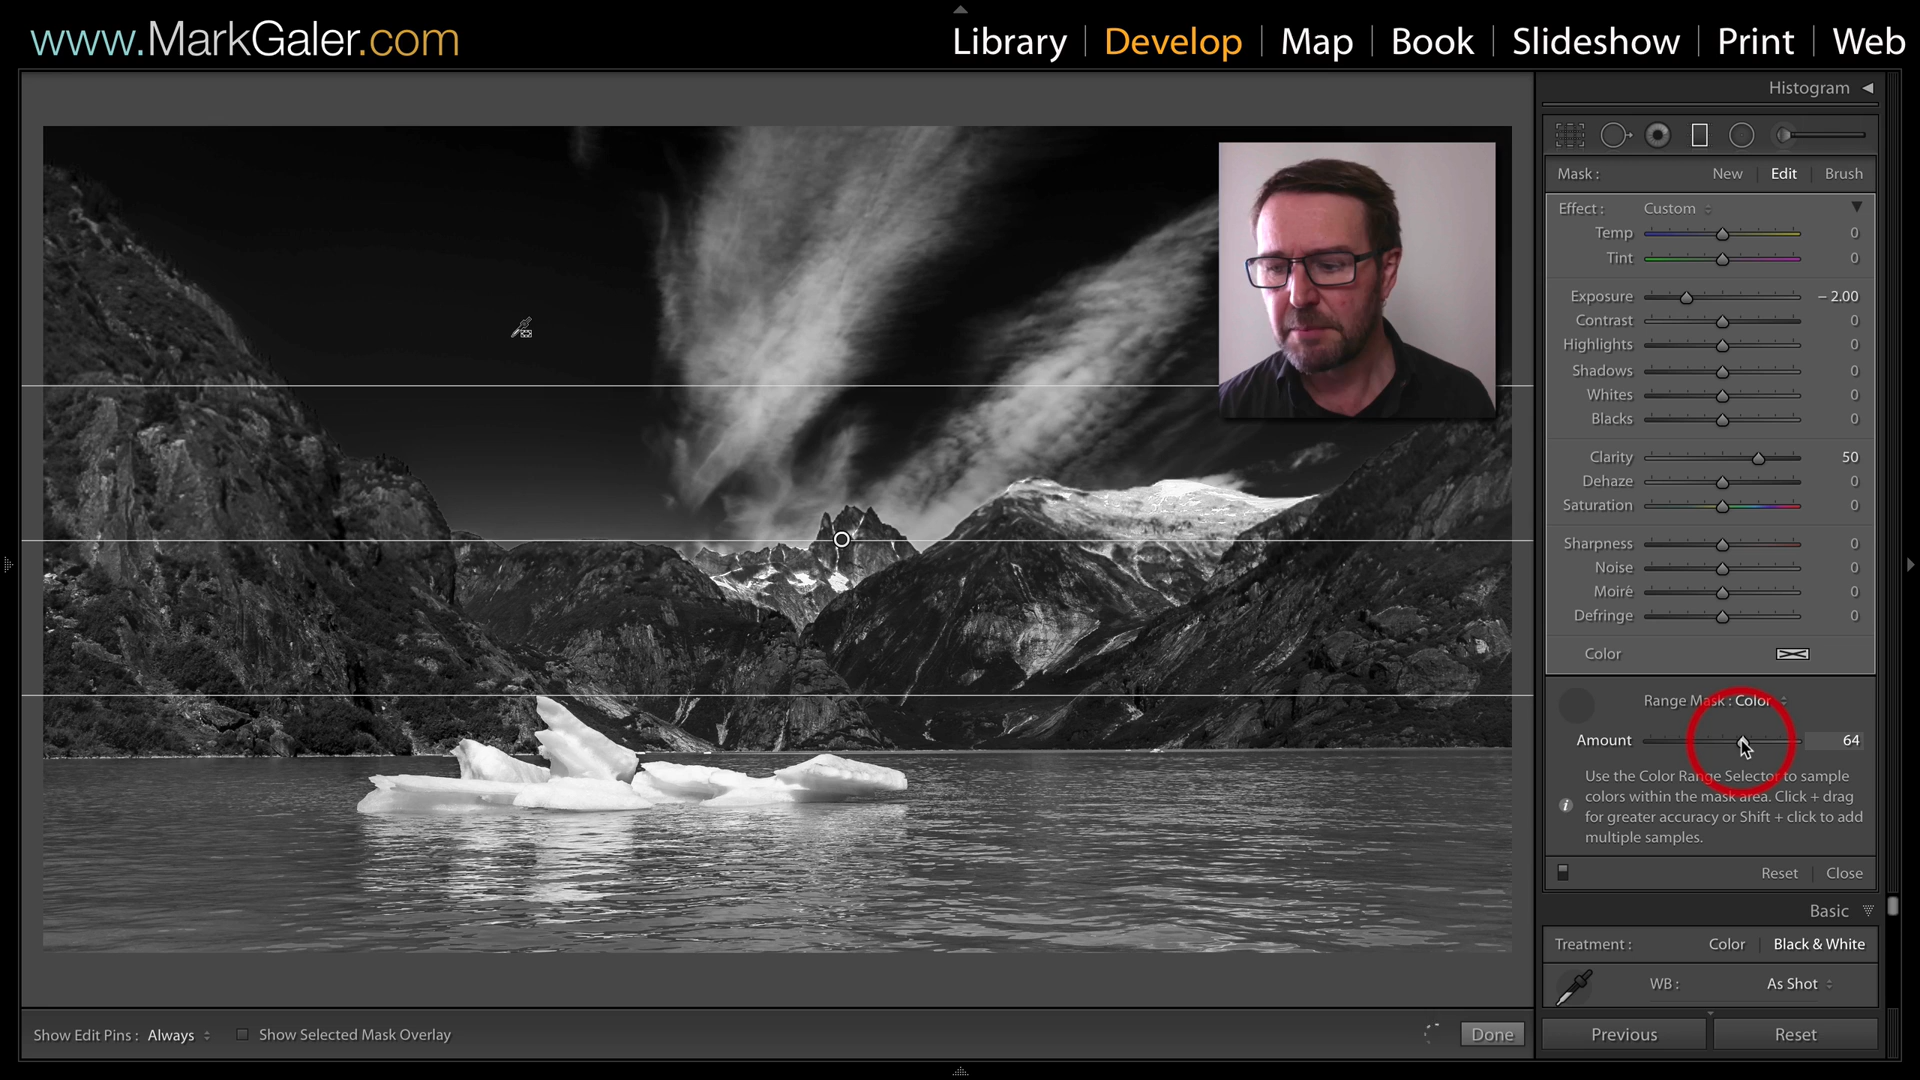 www.MarkGaler.com
Library | Develop | Map | Book | Slideshow | Print | Web
Histogram
Mask : New | Edit | Brush
Effect : Custom
Temp 0
Tint 0
Exposure – 2.00
Contrast 0
Highlights 0
Shadows 0
Whites 0
Blacks 0
Clarity 50
Dehaze 0
Saturation 0
Sharpness 0
Noise 0
Moiré 0
Defringe 0
Color
Range Mask : Color
Amount 64
Use the Color Range Selector to sample
colors within the mask area. Click + drag
for greater accuracy or Shift + click to add
multiple samples.
Reset | Close
Basic
Treatment : Color | Black & White
WB : As Shot
Show Edit Pins : Always Show Selected Mask Overlay Done Previous Reset